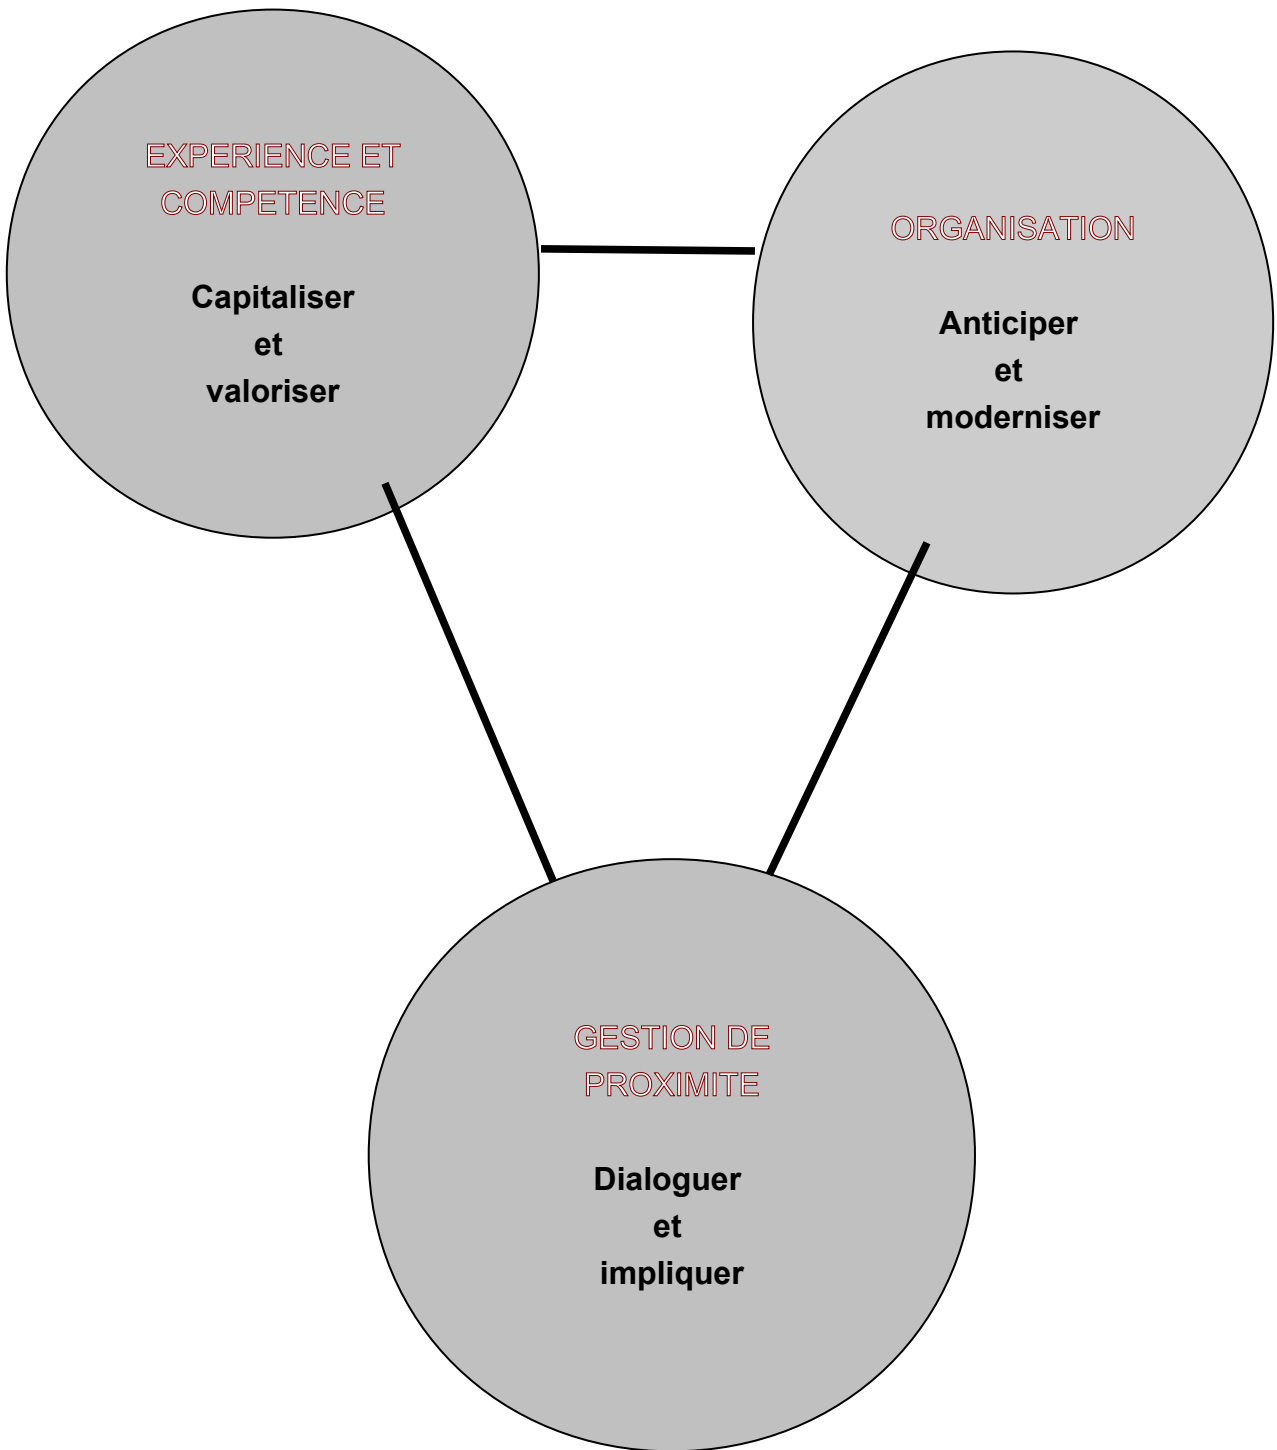 EXPERIENCE ET
COMPETENCE
Capitaliser
et
valoriser
ORGANISATION
Anticiper
et
moderniser
GESTION DE
PROXIMITE
Dialoguer
et
impliquer